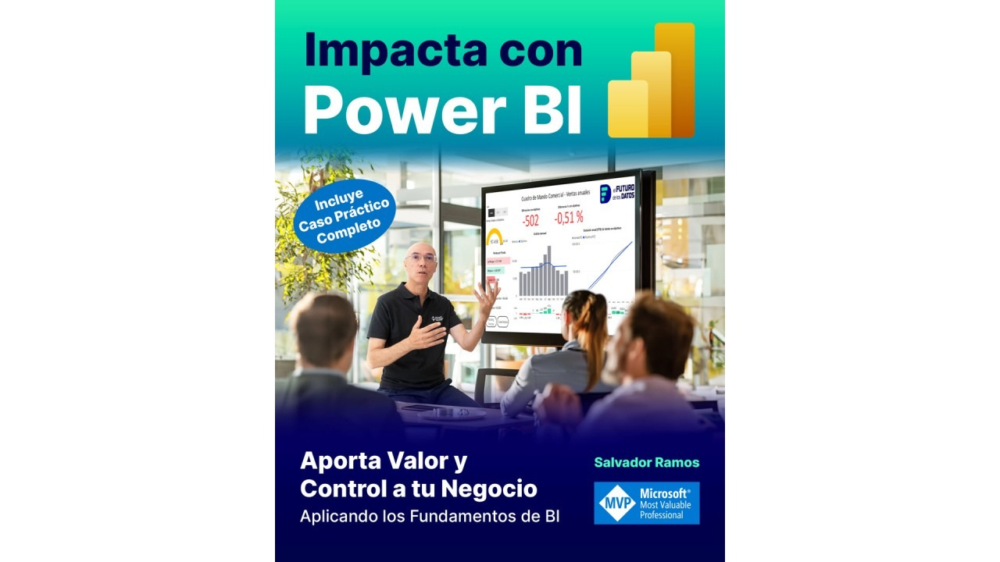 Impacta con
Power BI
Incluye
Caso Práctico
Completo
Cuadro de Mando Comercial - Ventas anuales
el FUTURO
de los DATOS
-502
-0,51 %
Aporta Valor y
Control a tu Negocio
Aplicando los Fundamentos de BI
Salvador Ramos
MVP
Microsoft®
Most Valuable
Professional